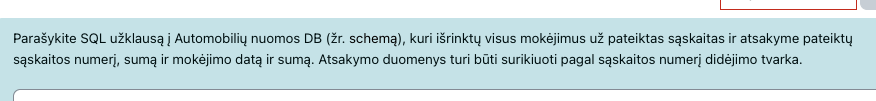 Parašykite SQL užklausą į Automobilių nuomos DB (žr. schemą), kuri išrinktų visus mokėjimus už pateiktas sąskaitas ir atsakyme pateiktų
sąskaitos numerį, sumą ir mokėjimo datą ir sumą. Atsakymo duomenys turi būti surikiuoti pagal sąskaitos numerį didėjimo tvarka.